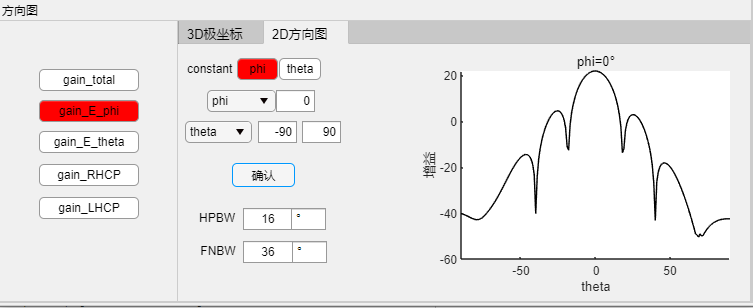 方向图
3D极坐标 2D方向图
gain_total
gain_E_phi
gain_E_theta
gain_RHCP
gain_LHCP
constant phi theta
phi 0
theta -90 90
确认
HPBW 16 °
FNBW 36 °
phi=0°
增益
20
0
-20
-40
-60
-50 0 50
theta